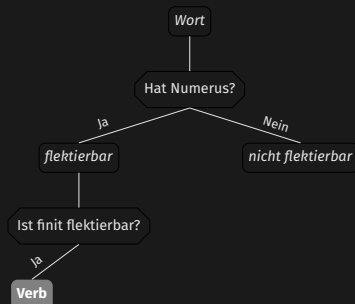 Wort
Hat Numerus?
Ja
Nein
flektierbar
nicht flektierbar
Ist finit flektierbar?
Ja
Verb